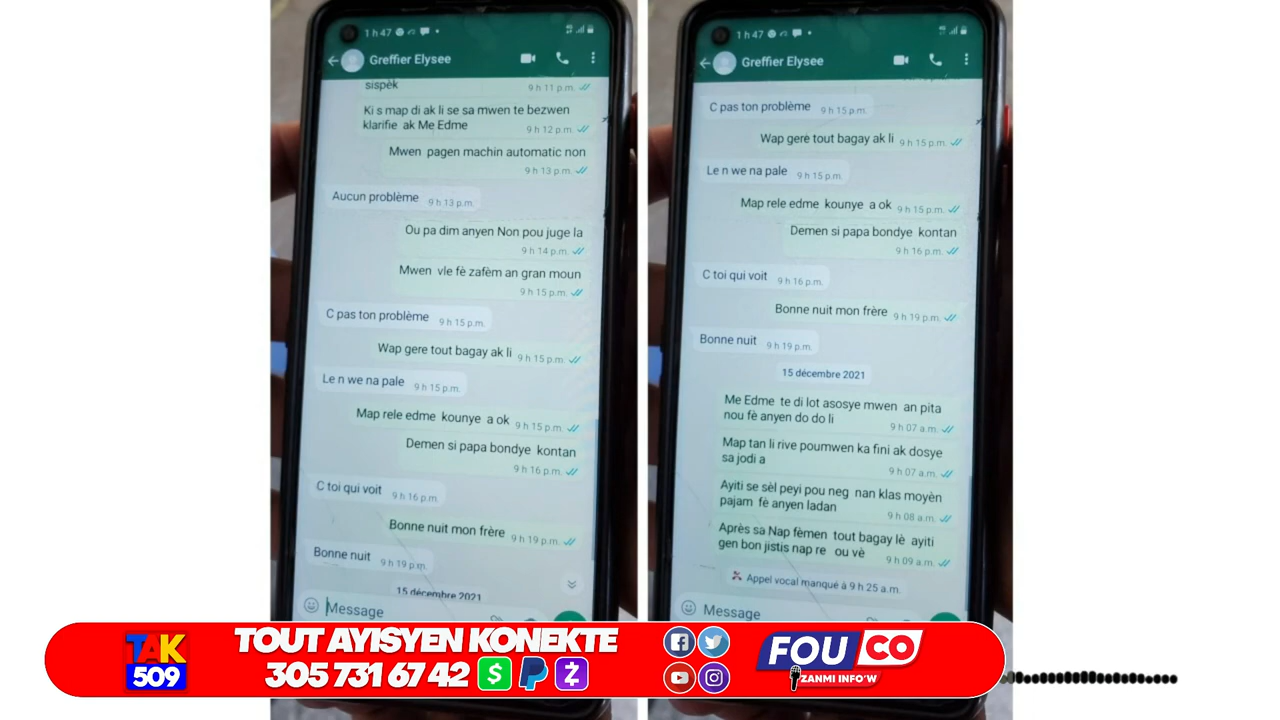 1 h 47
Greffier Elysee
sispèk
9 h 11 p.m.
Ki s map di ak li se sa mwen te bezwen
klarifie ak Me Edme
9 h 12 p.m.
Mwen pagen machin automatic non
9 h 13 p.m.
Aucun problème 9 h 13 p.m.
Ou pa dim anyen Non pou juge la
9 h 14 p.m.
Mwen vle fè zafèm an gran moun
9 h 15 p.m.
C pas ton problème 9 h 15 p.m.
Wap gere tout bagay ak li 9 h 15 p.m.
Le n we na pale 9 h 15 p.m.
Map rele edme kounye a ok 9 h 15 p.m.
Demen si papa bondye kontan
9 h 16 p.m.
C toi qui voit 9 h 16 p.m.
Bonne nuit mon frère 9 h 19 p.m.
Bonne nuit 9 h 19 p.m.
15 décembre 2021
Message
1 h 47
Greffier Elysee
C pas ton problème 9 h 15 p.m.
Wap gere tout bagay ak li 9 h 15 p.m.
Le n we na pale 9 h 15 p.m.
Map rele edme kounye a ok 9 h 15 p.m.
Demen si papa bondye kontan
9 h 16 p.m.
C toi qui voit 9 h 16 p.m.
Bonne nuit mon frère 9 h 19 p.m.
Bonne nuit 9 h 19 p.m.
15 décembre 2021
Me Edme te di lot asosye mwen an pita
nou fè anyen do do li
9 h 07 a.m.
Map tan li rive poumwen ka fini ak dosye
sa jodi a
9 h 07 a.m.
Ayiti se sèl peyi pou neg nan klas moyèn
pajam fè anyen ladan
9 h 08 a.m.
Après sa Nap fèmen tout bagay lè ayiti
gen bon jistis nap re ou vè
9 h 09 a.m.
Appel vocal manqué à 9 h 25 a.m.
Message
TAK
509
TOUT AYISYEN KONEKTE
305 731 67 42
FOUCO
ZANMI INFO'W